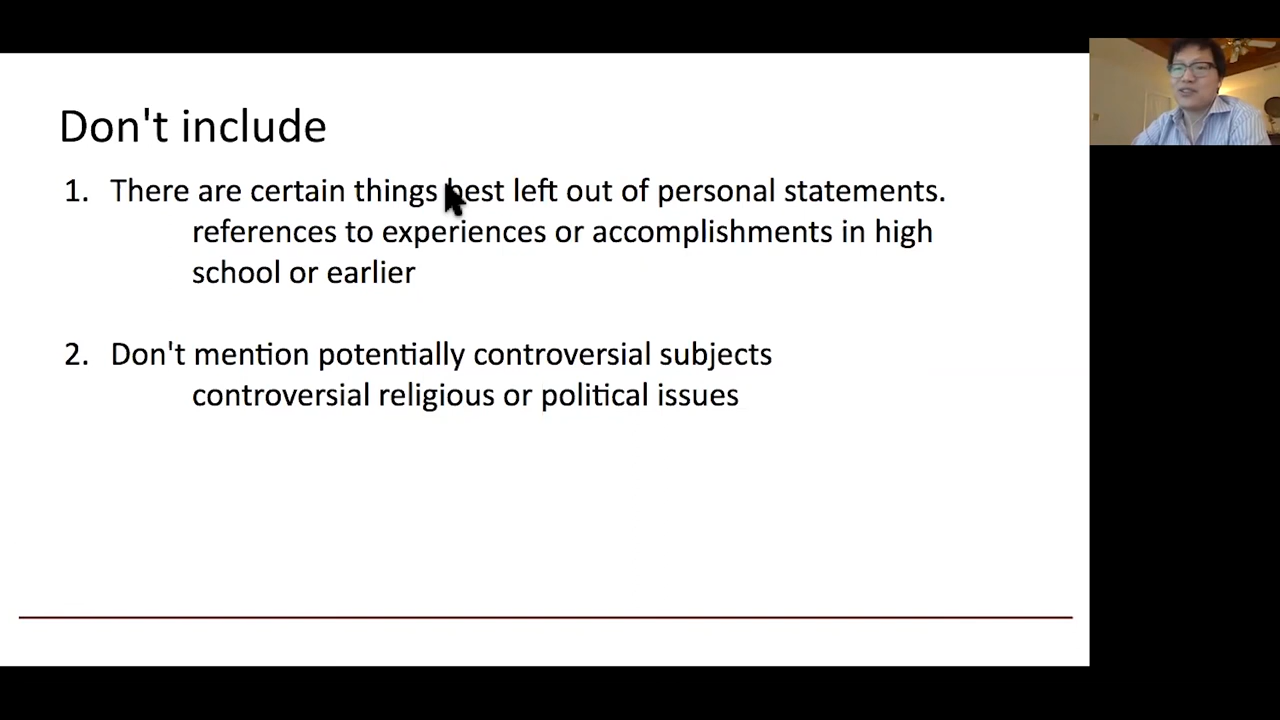 Don't include
1. There are certain things best left out of personal statements.
references to experiences or accomplishments in high
school or earlier
2. Don't mention potentially controversial subjects
controversial religious or political issues